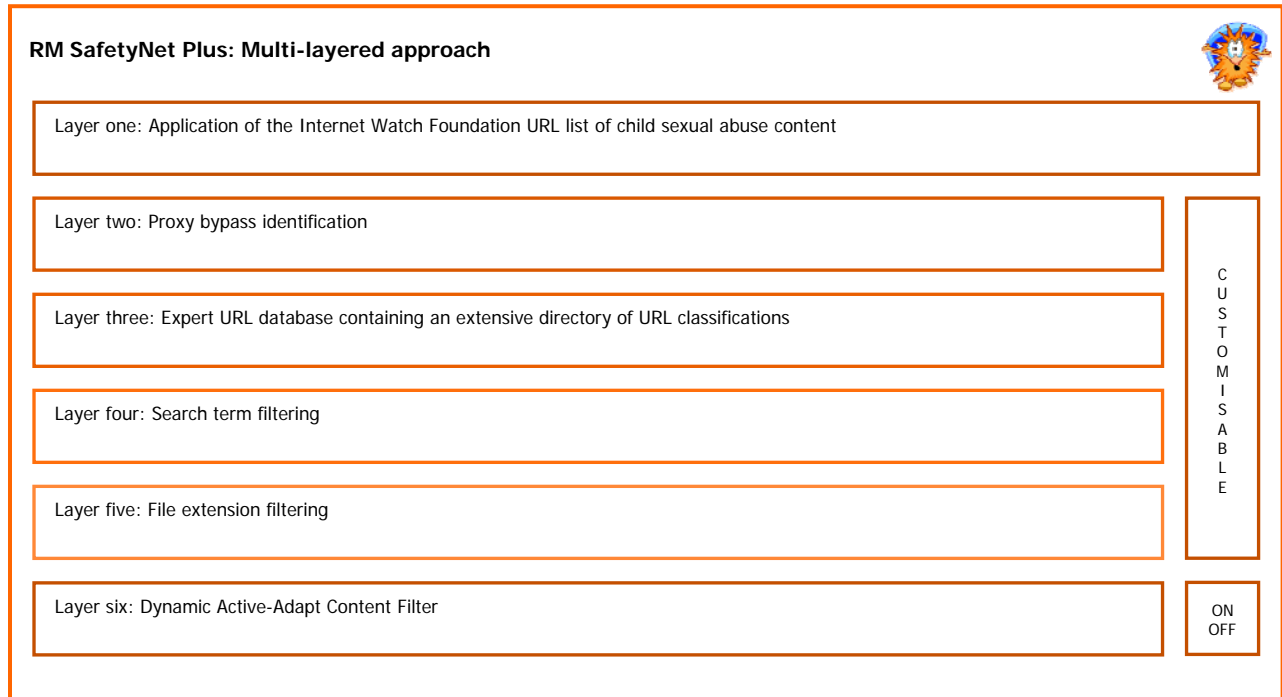 RM SafetyNet Plus: Multi-layered approach
Layer one: Application of the Internet Watch Foundation URL list of child sexual abuse content
Layer two: Proxy bypass identification
Layer three: Expert URL database containing an extensive directory of URL classifications
Layer four: Search term filtering
Layer five: File extension filtering
C
U
S
T
O
M
I
S
A
B
L
E
Layer six: Dynamic Active-Adapt Content Filter
ON
OFF